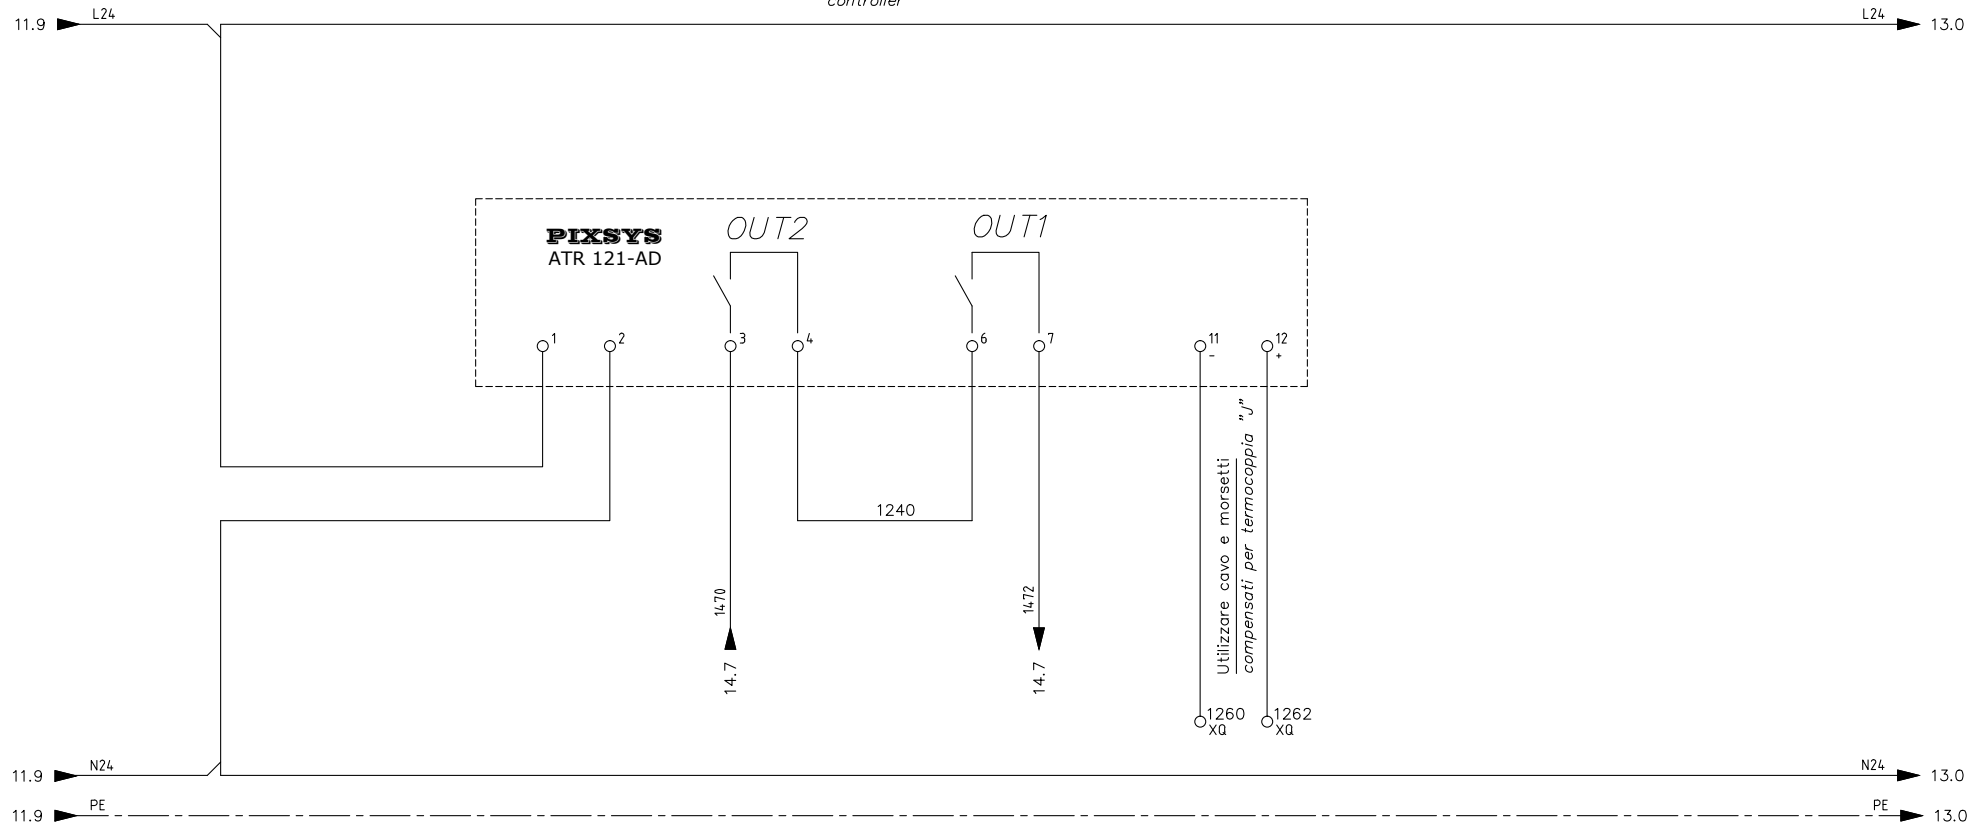 controller
11.9 L24 L24 13.0
PIXSYS
ATR 121-AD
OUT2 OUT1
1 2 3 4 6 7 11 12
- +
Utilizzare cavo e morsetti
compensati per termocoppia "J"
1240
1470 1472
14.7 14.7
1260 1262
XQ XQ
11.9 N24 N24 13.0
11.9 PE PE 13.0